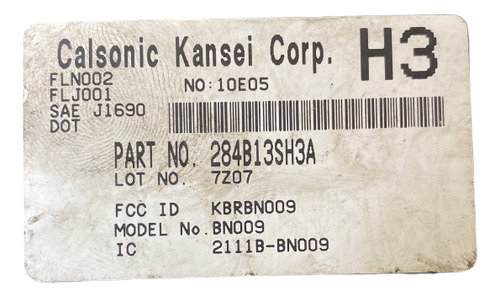 Calsonic Kansei Corp. H3
FLN002 NO:10E05
FLJ001
SAE J1690
DOT
PART NO. 284B13SH3A
LOT NO. 7Z07
FCC ID KBRBN009
MODEL No. BN009
IC 2111B-BN009